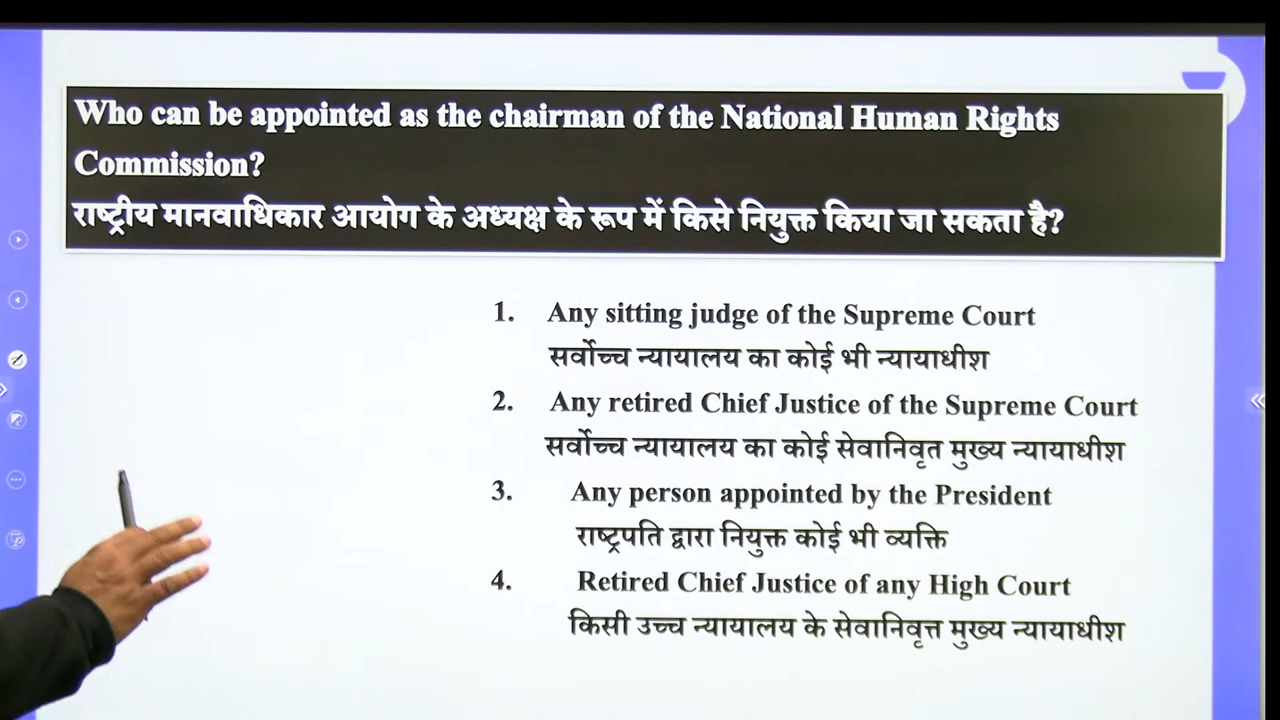 Who can be appointed as the chairman of the National Human Rights
Commission?
राष्ट्रीय मानवाधिकार आयोग के अध्यक्ष के रूप में किसे नियुक्त किया जा सकता है?
1. Any sitting judge of the Supreme Court
सर्वोच्च न्यायालय का कोई भी न्यायाधीश
2. Any retired Chief Justice of the Supreme Court
सर्वोच्च न्यायालय का कोई सेवानिवृत मुख्य न्यायाधीश
3. Any person appointed by the President
राष्ट्रपति द्वारा नियुक्त कोई भी व्यक्ति
4. Retired Chief Justice of any High Court
किसी उच्च न्यायालय के सेवानिवृत्त मुख्य न्यायाधीश